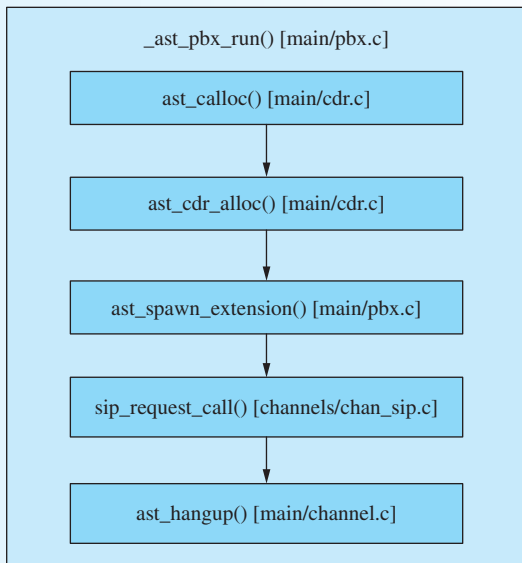 _ast_pbx_run() [main/pbx.c]
ast_calloc() [main/cdr.c]
ast_cdr_alloc() [main/cdr.c]
ast_spawn_extension() [main/pbx.c]
sip_request_call() [channels/chan_sip.c]
ast_hangup() [main/channel.c]